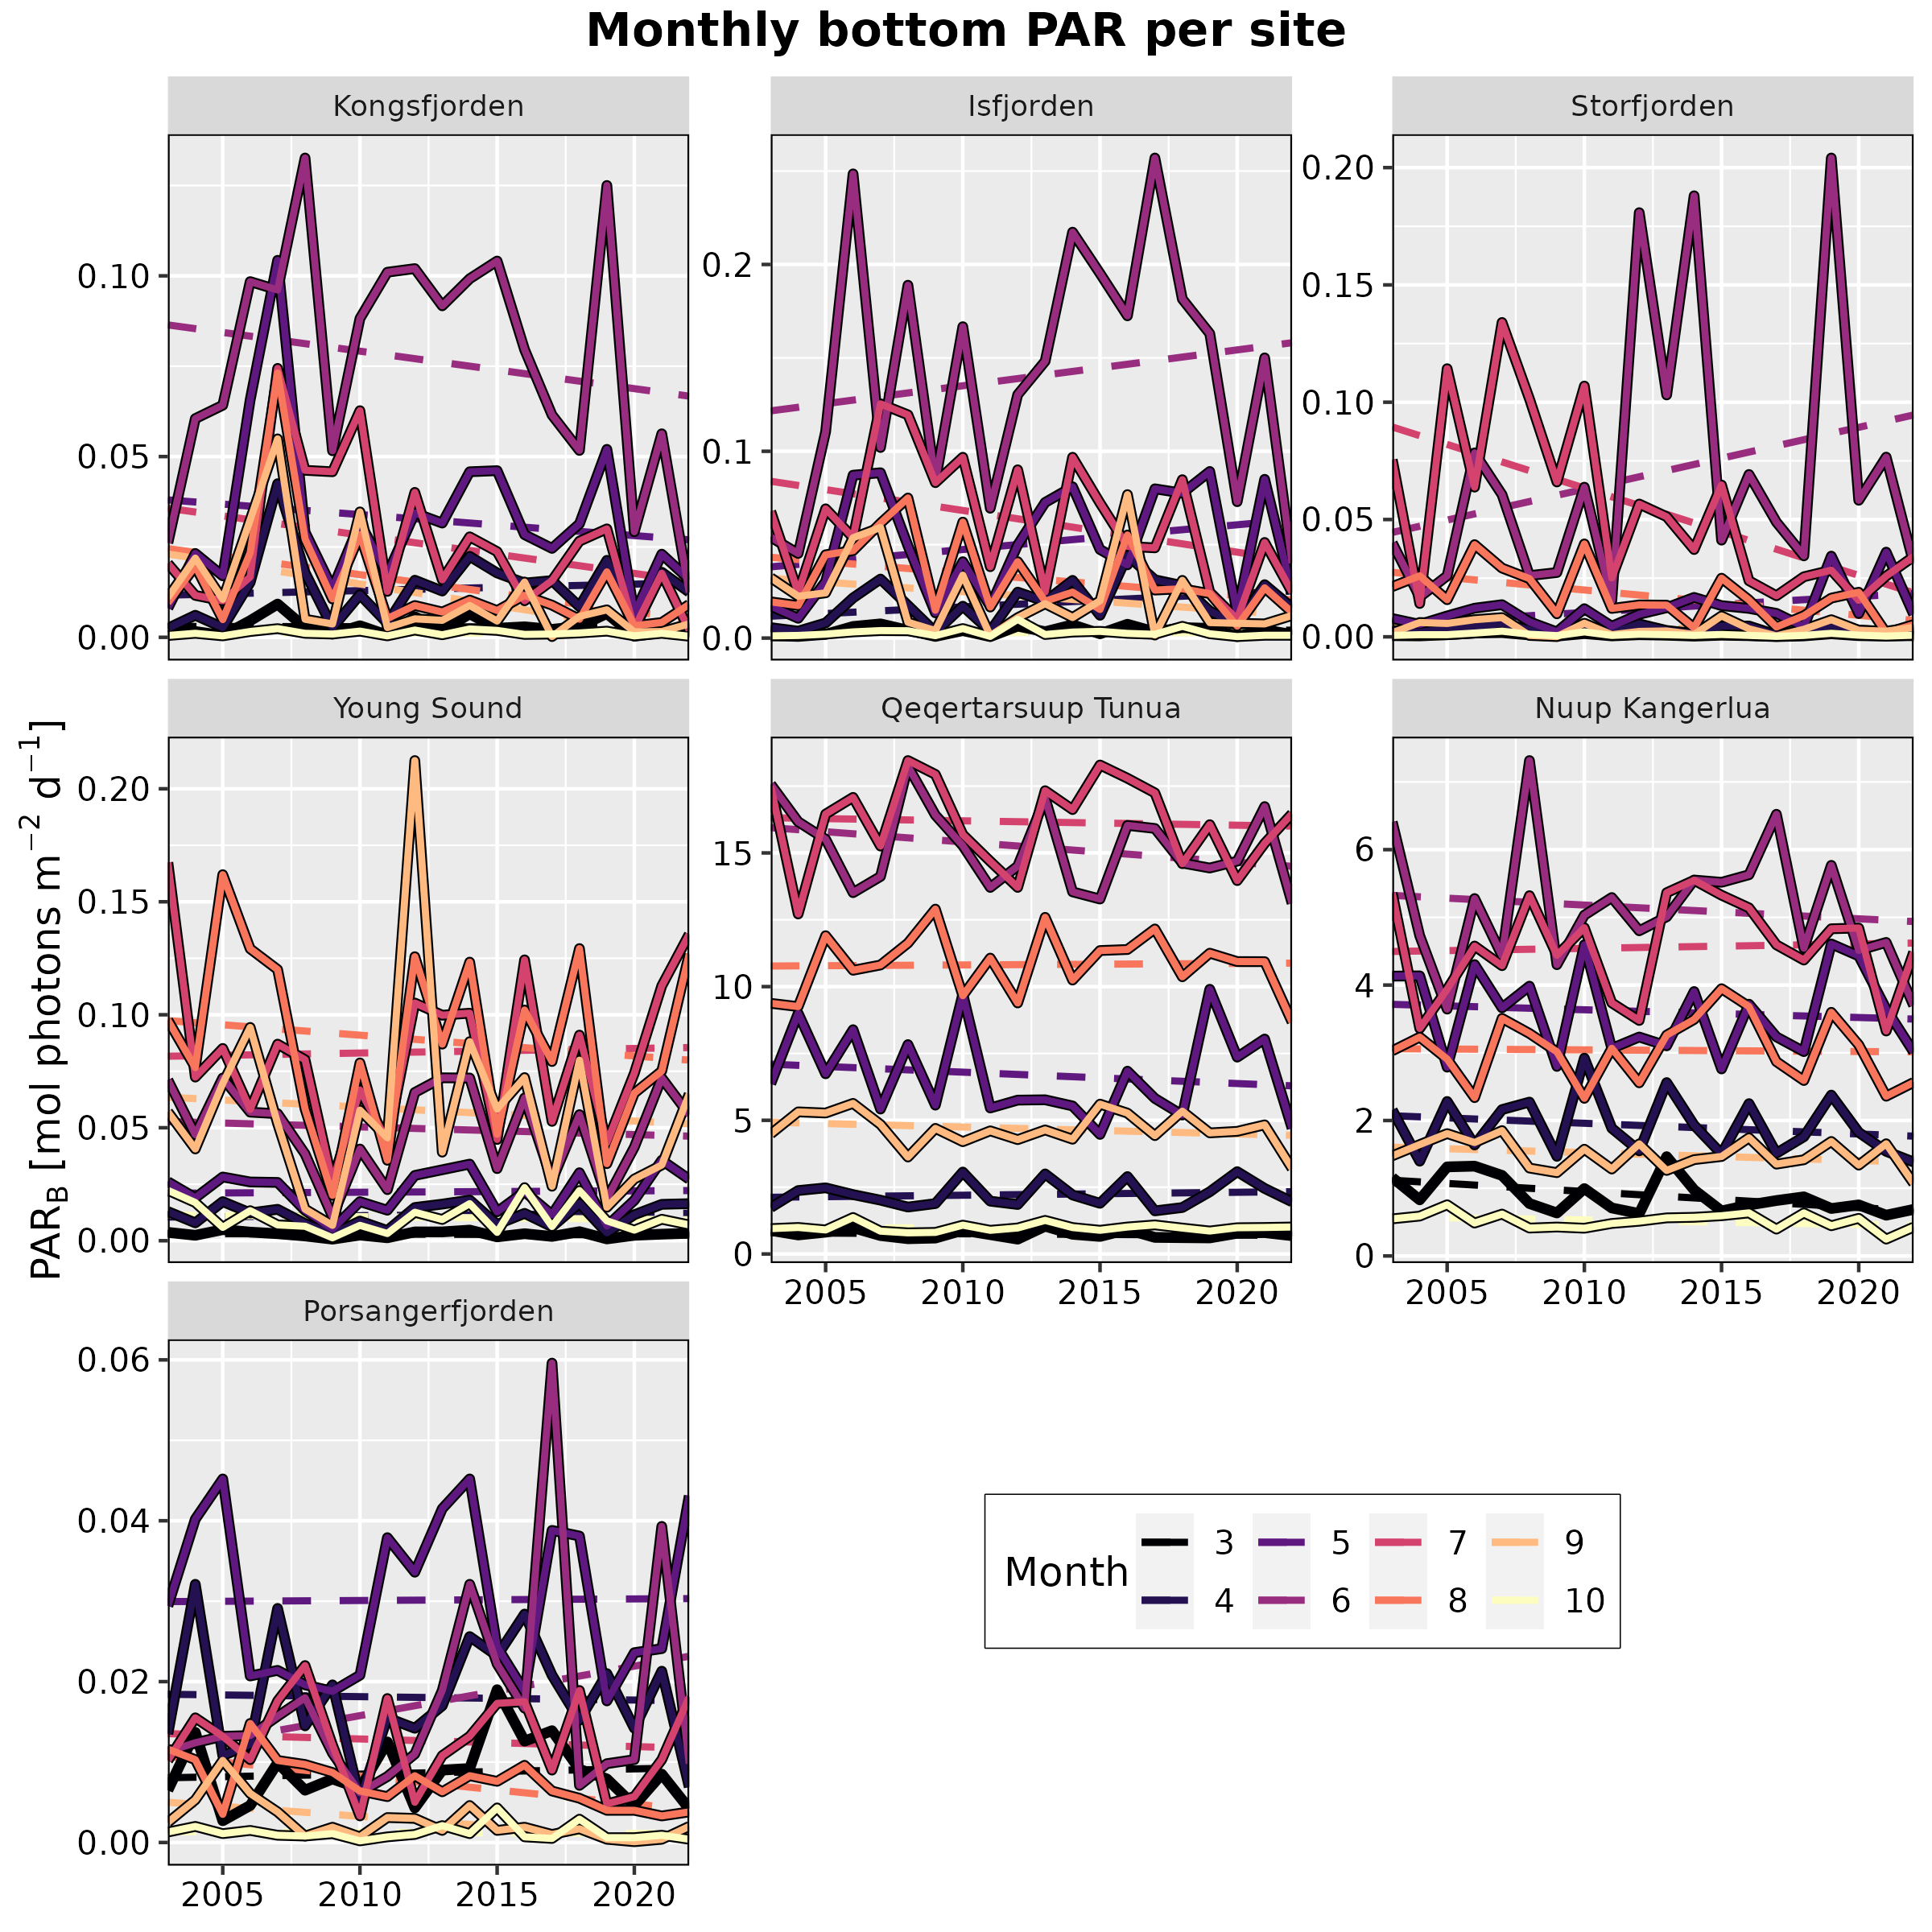 Monthly bottom PAR per site
Kongsfjorden
Isfjorden
Storfjorden
0.10
0.05
0.00
0.2
0.1
0.0
0.20
0.15
0.10
0.05
0.00
Young Sound
Qeqertarsuup Tunua
Nuup Kangerlua
PAR_B [mol photons m⁻² d⁻¹]
0.20
0.15
0.10
0.05
0.00
15
10
5
0
6
4
2
0
2005 2010 2015 2020
2005 2010 2015 2020
Porsangerfjorden
0.06
0.04
0.02
0.00
2005 2010 2015 2020
Month
3 5 7 9
4 6 8 10